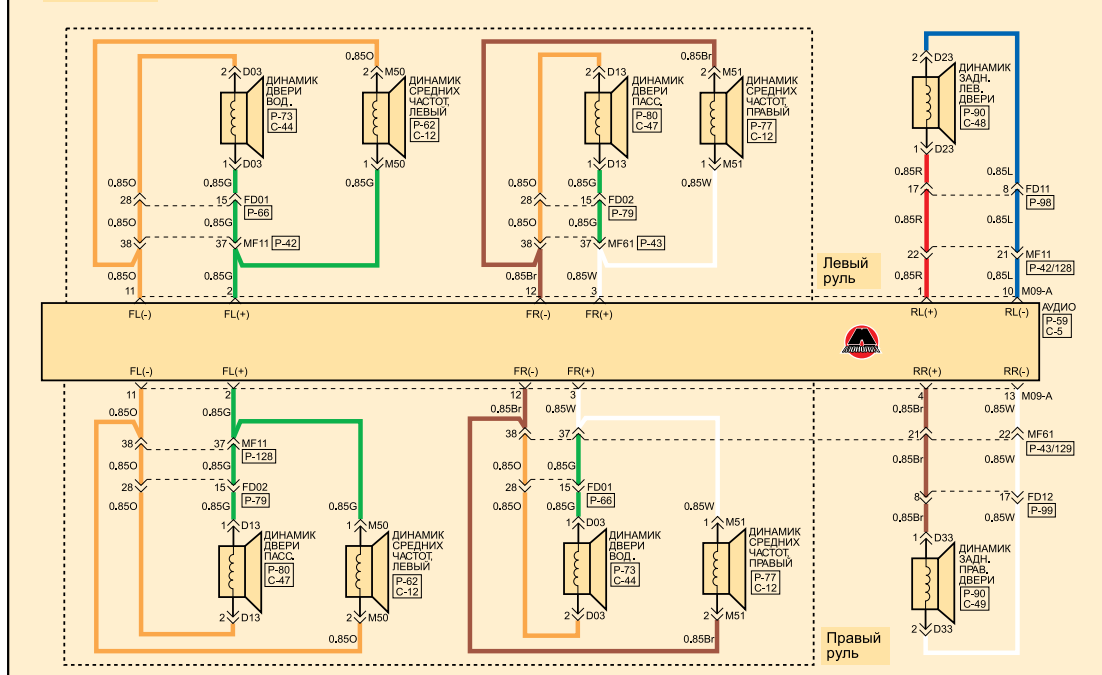 0.85O
2 D03
ДИНАМИК
ДВЕРИ
ВОД.
P-73
C-44
1 D03
2 M50
ДИНАМИК
СРЕДНИХ
ЧАСТОТ,
ЛЕВЫЙ
P-62
C-12
1 M50
0.85Br
2 D13
ДИНАМИК
ДВЕРИ
ПАСС.
P-80
C-47
1 D13
2 M51
ДИНАМИК
СРЕДНИХ
ЧАСТОТ,
ПРАВЫЙ
P-77
C-12
1 M51
2 D23
ДИНАМИК
ЗАДН.
ЛЕВ.
ДВЕРИ
P-90
C-48
1 D23
0.85O 0.85G 0.85G 0.85O 0.85G 0.85W 0.85R 0.85L
28 15 FD01
P-66
28 15 FD02
P-79
17 8 FD11
P-98
0.85O 0.85G 0.85O 0.85G 0.85R 0.85L
38 37 MF11 P-42
38 37 MF61 P-43
22 21 MF11
P-42/128
Левый
руль
0.85O 0.85G 0.85Br 0.85W 0.85R 0.85L
11 2 12 3 1 10 M09-A
FL(-) FL(+) FR(-) FR(+) RL(+) RL(-)
АУДИО
P-59
C-5
FL(-) FL(+) FR(-) FR(+) RR(+) RR(-)
11 2 12 3 4 13 M09-A
0.85O 0.85G 0.85Br 0.85W 0.85Br 0.85W
38 37 MF11
P-128
38 37 21 22 MF61
P-43/129
0.85O 0.85G 0.85O 0.85G 0.85Br 0.85W
28 15 FD02
P-79
28 15 FD01
P-66
8 17 FD12
P-99
0.85O 0.85G 0.85G 0.85O 0.85G 0.85W 0.85Br 0.85W
1 D13
ДИНАМИК
ДВЕРИ
ПАСС.
P-80
C-47
2 D13
1 M50
ДИНАМИК
СРЕДНИХ
ЧАСТОТ,
ЛЕВЫЙ
P-62
C-12
2 M50
0.85O
1 D03
ДИНАМИК
ДВЕРИ
ВОД.
P-73
C-44
2 D03
1 M51
ДИНАМИК
СРЕДНИХ
ЧАСТОТ,
ПРАВЫЙ
P-77
C-12
2 M51
0.85Br
1 D33
ДИНАМИК
ЗАДН.
ПРАВ.
ДВЕРИ
P-90
C-49
2 D33
Правый
руль